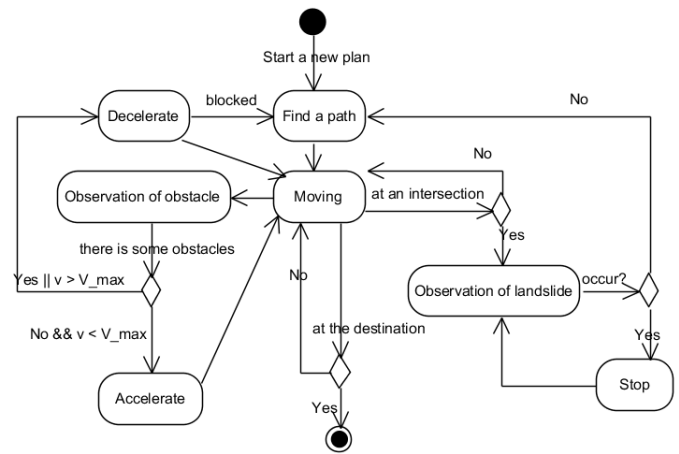 Start a new plan
Decelerate
blocked
Find a path
No
No
Observation of obstacle
Moving
at an intersection
Yes
there is some obstacles
Yes || v > V_max
No
Observation of landslide
occur?
No && v < V_max
at the destination
Yes
Accelerate
Stop
Yes